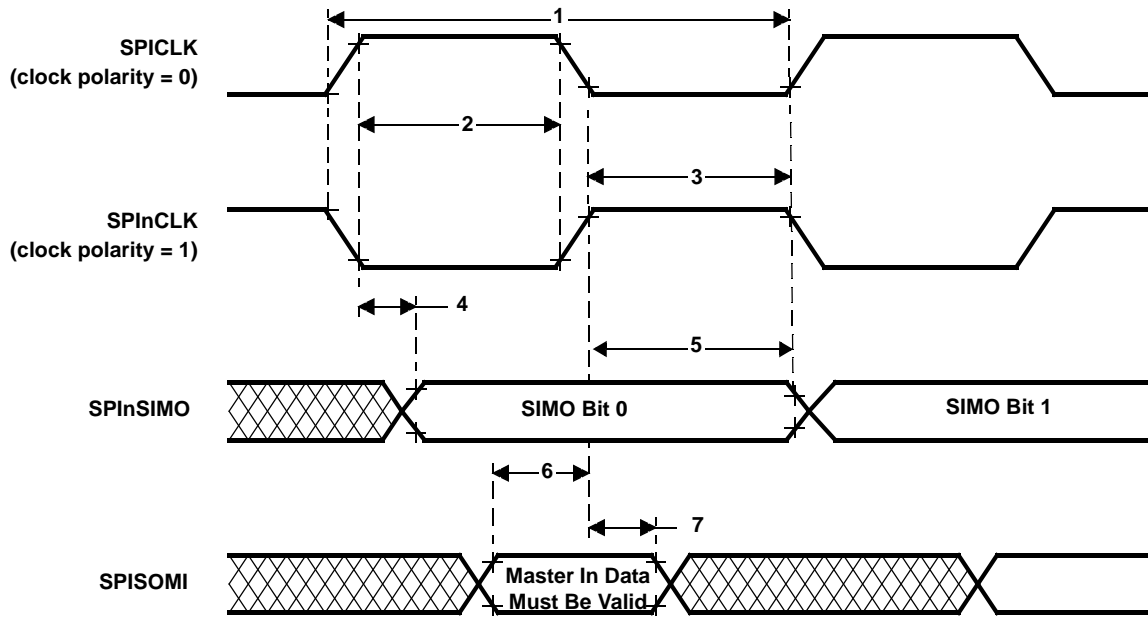 1
SPICLK
(clock polarity = 0)
2
3
SPInCLK
(clock polarity = 1)
4
5
SPInSIMO
SIMO Bit 0
SIMO Bit 1
6
7
SPISOMI
Master In Data
Must Be Valid